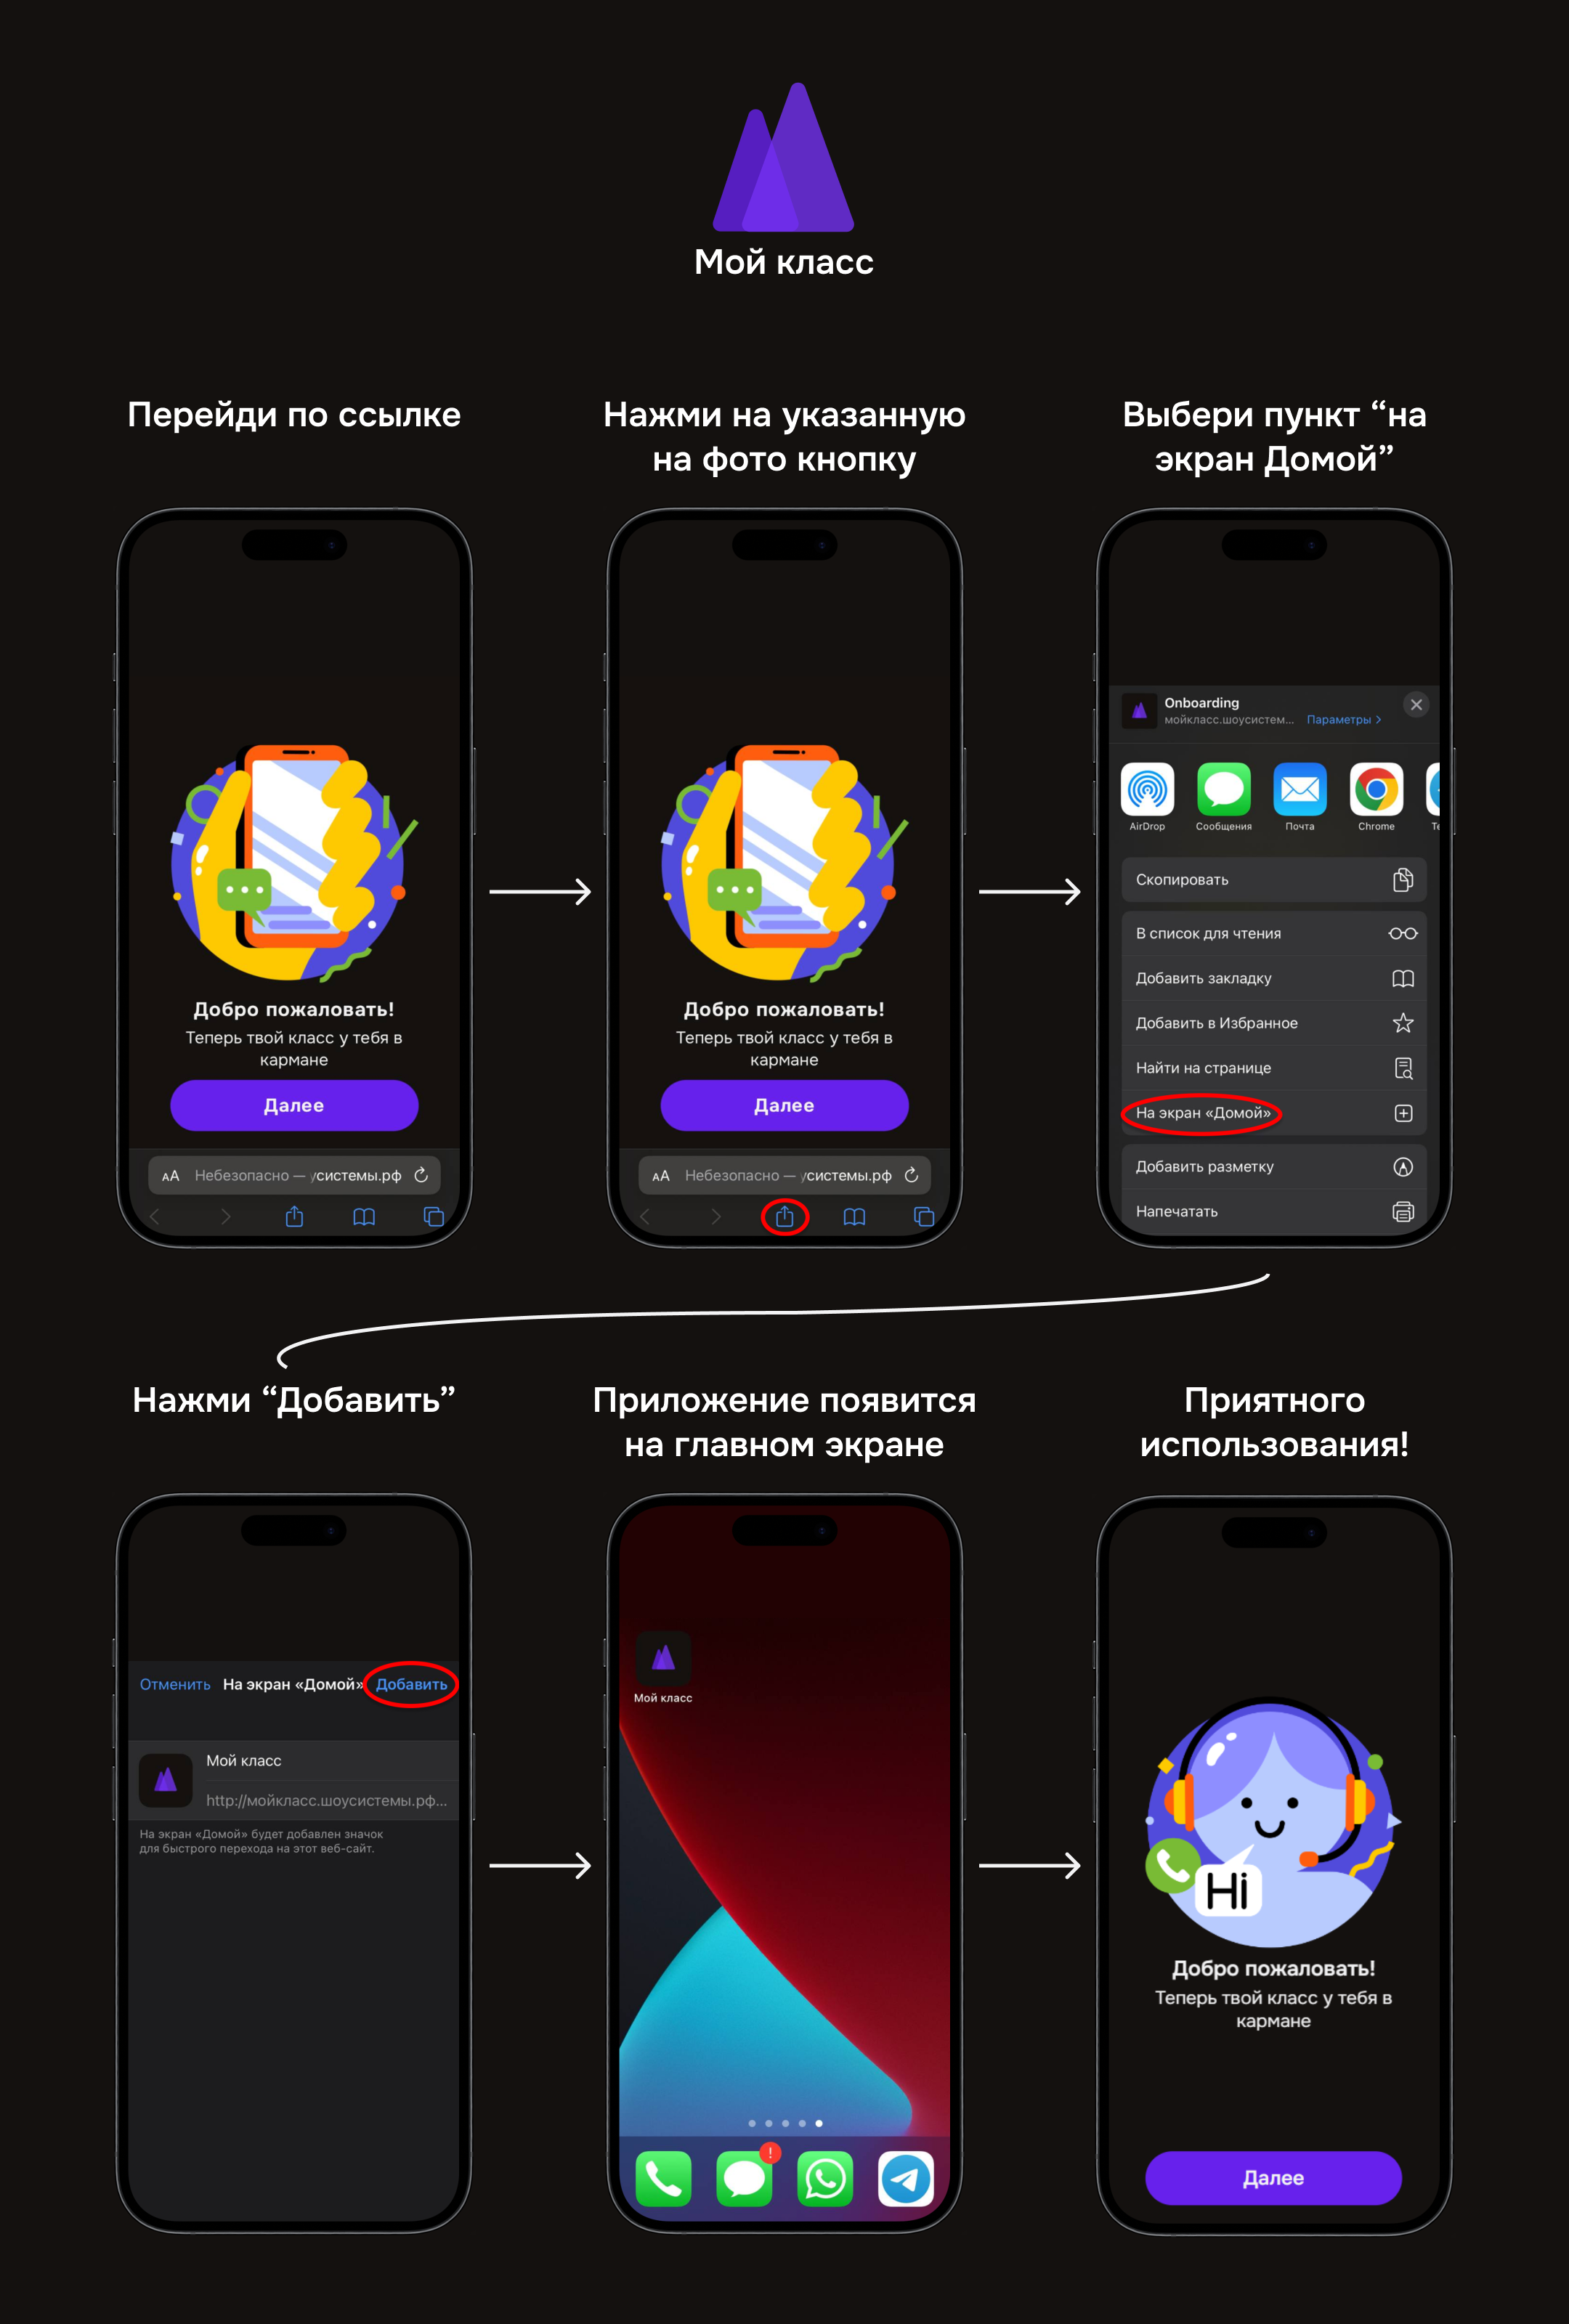 Мой класс
Перейди по ссылке
Нажми на указанную
на фото кнопку
Выбери пункт “на
экран Домой”
Добро пожаловать!
Теперь твой класс у тебя в
кармане
Далее
AA Небезопасно — усистемы.рф
Добро пожаловать!
Теперь твой класс у тебя в
кармане
Далее
AA Небезопасно — усистемы.рф
Onboarding
мойкласс.шоусистем... Параметры >
AirDrop Сообщения Почта Chrome Te
Скопировать
В список для чтения
Добавить закладку
Добавить в Избранное
Найти на странице
На экран «Домой»
Добавить разметку
Напечатать
Нажми “Добавить”
Приложение появится
на главном экране
Приятного
использования!
Отменить На экран «Домой» Добавить
Мой класс
http://мойкласс.шоусистемы.рф...
На экран «Домой» будет добавлен значок
для быстрого перехода на этот веб-сайт.
Мой класс
!
Hi
Добро пожаловать!
Теперь твой класс у тебя в
кармане
Далее